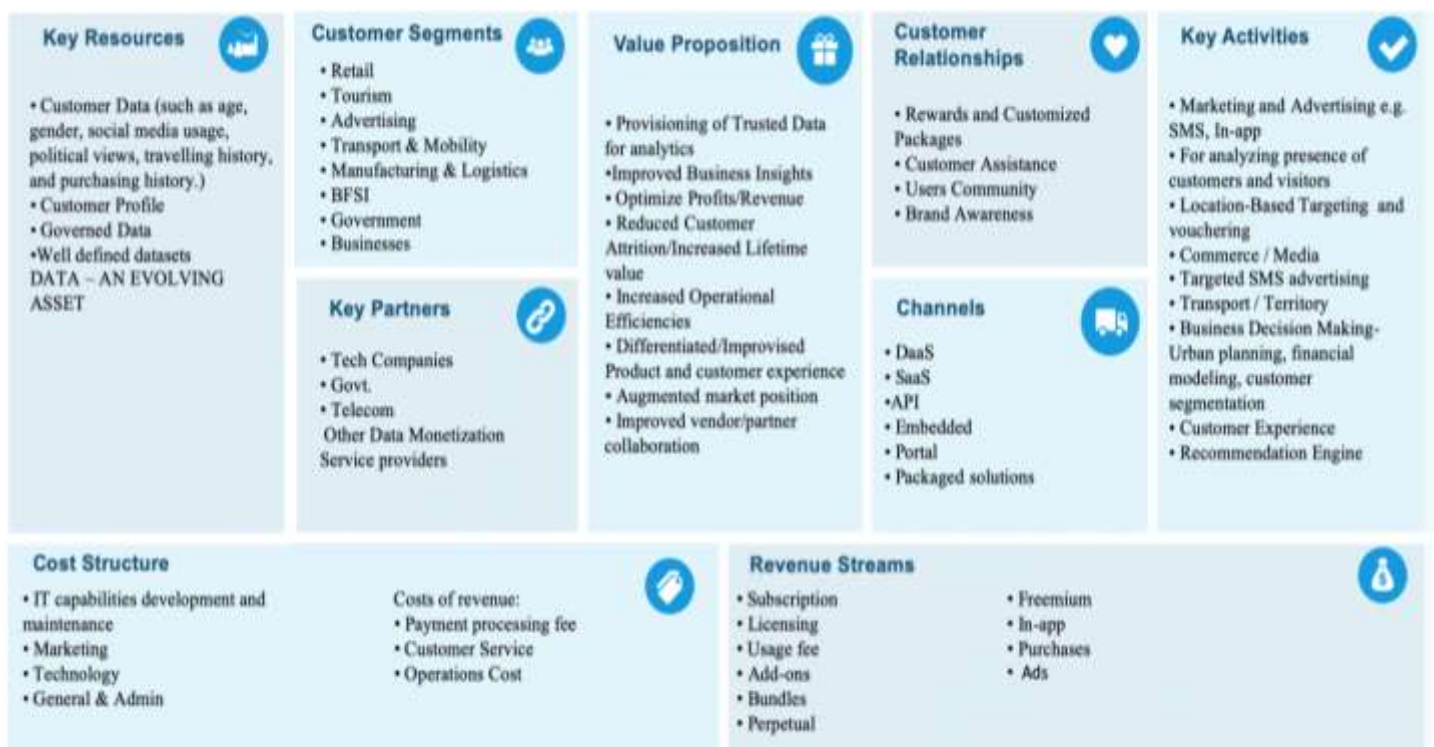 Key Resources
• Customer Data (such as age,
gender, social media usage,
political views, travelling history,
and purchasing history.)
• Customer Profile
• Governed Data
•Well defined datasets
DATA – AN EVOLVING
ASSET
Customer Segments
• Retail
• Tourism
• Advertising
• Transport & Mobility
• Manufacturing & Logistics
• BFSI
• Government
• Businesses
Key Partners
• Tech Companies
• Govt.
• Telecom
Other Data Monetization
Service providers
Value Proposition
• Provisioning of Trusted Data
for analytics
•Improved Business Insights
• Optimize Profits/Revenue
• Reduced Customer
Attrition/Increased Lifetime
value
• Increased Operational
Efficiencies
• Differentiated/Improvised
Product and customer experience
• Augmented market position
• Improved vendor/partner
collaboration
Customer
Relationships
• Rewards and Customized
Packages
• Customer Assistance
• Users Community
• Brand Awareness
Channels
• DaaS
• SaaS
•API
• Embedded
• Portal
• Packaged solutions
Key Activities
• Marketing and Advertising e.g.
SMS, In-app
• For analyzing presence of
customers and visitors
• Location-Based Targeting and
vouchering
• Commerce / Media
• Targeted SMS advertising
• Transport / Territory
• Business Decision Making-
Urban planning, financial
modeling, customer
segmentation
• Customer Experience
• Recommendation Engine
Cost Structure
• IT capabilities development and
maintenance
• Marketing
• Technology
• General & Admin
Costs of revenue:
• Payment processing fee
• Customer Service
• Operations Cost
Revenue Streams
• Subscription
• Licensing
• Usage fee
• Add-ons
• Bundles
• Perpetual
• Freemium
• In-app
• Purchases
• Ads
$